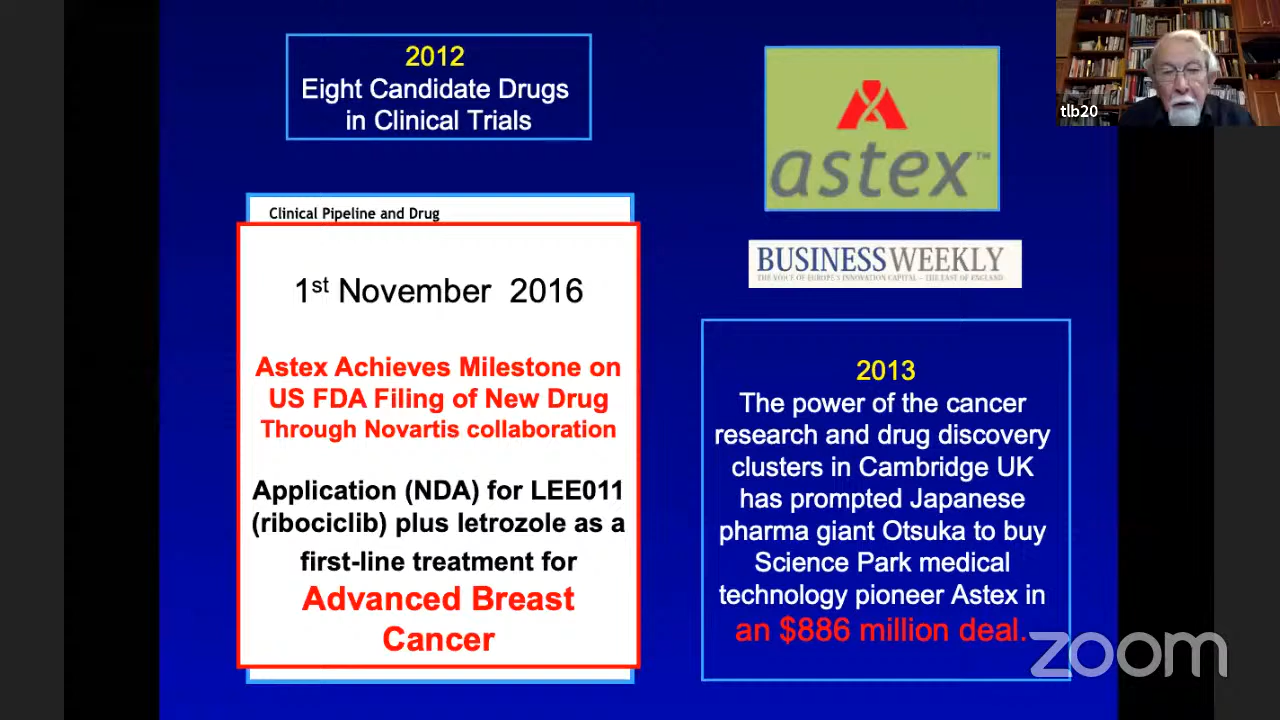 2012
Eight Candidate Drugs
in Clinical Trials
Clinical Pipeline and Drug
1st November 2016
Astex Achieves Milestone on
US FDA Filing of New Drug
Through Novartis collaboration
Application (NDA) for LEE011
(ribociclib) plus letrozole as a
first-line treatment for
Advanced Breast
Cancer
astex™
BUSINESS WEEKLY
THE VOICE OF EUROPE'S INNOVATION CAPITAL – THE EAST OF ENGLAND
2013
The power of the cancer
research and drug discovery
clusters in Cambridge UK
has prompted Japanese
pharma giant Otsuka to buy
Science Park medical
technology pioneer Astex in
an $886 million deal.
tlb20
zoom